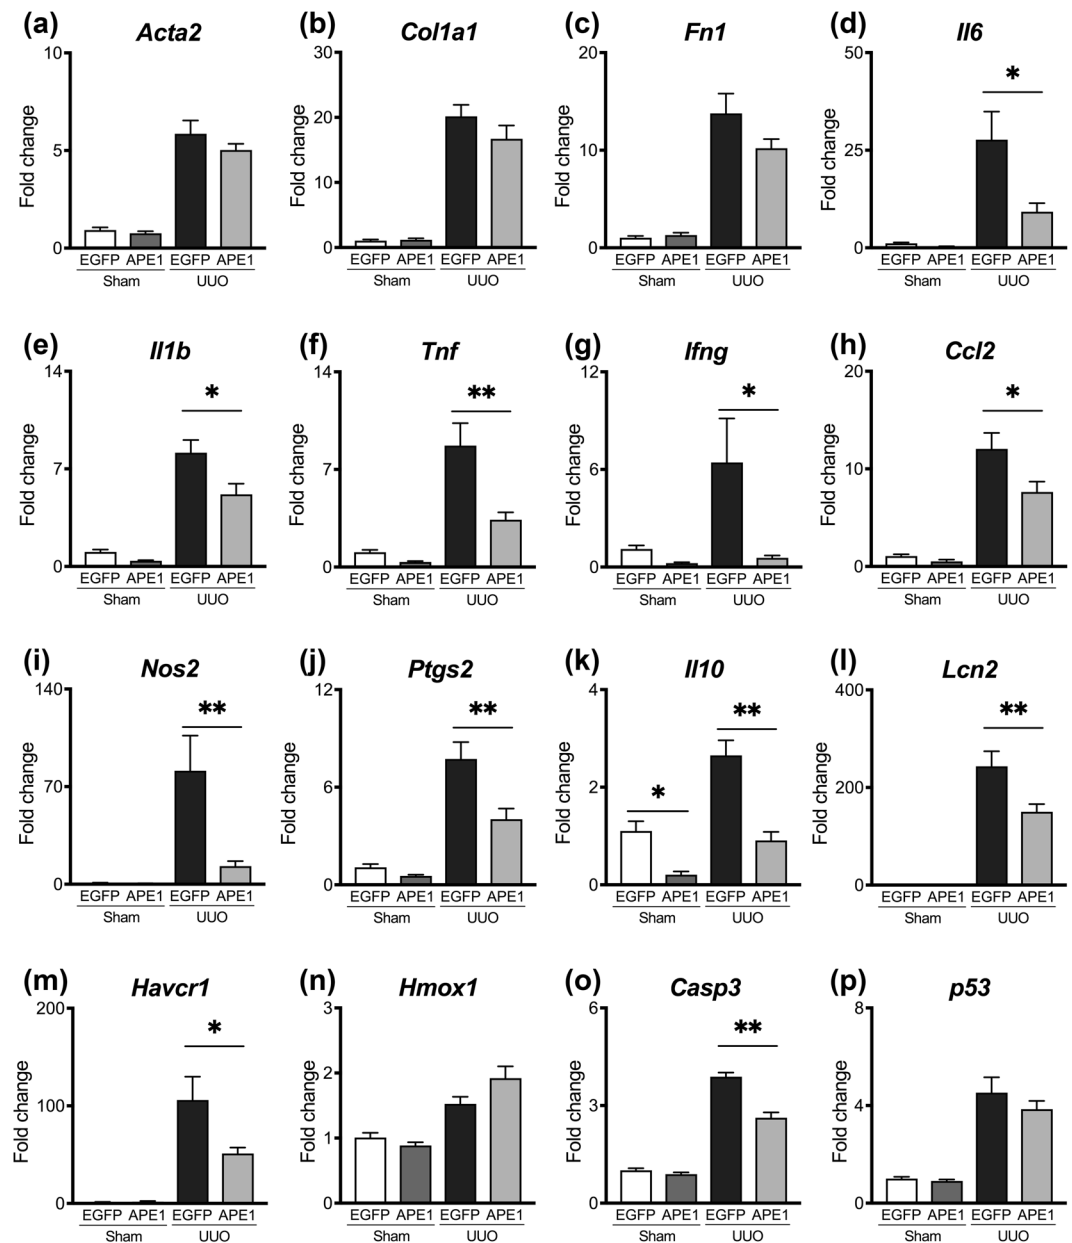 (a) Acta2
10
5
0
Fold change
EGFP APE1 EGFP APE1
Sham UUO
(b) Col1a1
30
20
10
0
Fold change
EGFP APE1 EGFP APE1
Sham UUO
(c) Fn1
20
10
0
Fold change
EGFP APE1 EGFP APE1
Sham UUO
(d) Il6
50
25
0
Fold change
*
EGFP APE1 EGFP APE1
Sham UUO
(e) Il1b
14
7
0
Fold change
*
EGFP APE1 EGFP APE1
Sham UUO
(f) Tnf
14
7
0
Fold change
**
EGFP APE1 EGFP APE1
Sham UUO
(g) Ifng
12
6
0
Fold change
*
EGFP APE1 EGFP APE1
Sham UUO
(h) Ccl2
20
10
0
Fold change
*
EGFP APE1 EGFP APE1
Sham UUO
(i) Nos2
140
70
0
Fold change
**
EGFP APE1 EGFP APE1
Sham UUO
(j) Ptgs2
12
6
0
Fold change
**
EGFP APE1 EGFP APE1
Sham UUO
(k) Il10
4
2
0
Fold change
*
**
EGFP APE1 EGFP APE1
Sham UUO
(l) Lcn2
400
200
0
Fold change
**
EGFP APE1 EGFP APE1
Sham UUO
(m) Havcr1
200
100
0
Fold change
*
EGFP APE1 EGFP APE1
Sham UUO
(n) Hmox1
3
2
1
0
Fold change
EGFP APE1 EGFP APE1
Sham UUO
(o) Casp3
6
3
0
Fold change
**
EGFP APE1 EGFP APE1
Sham UUO
(p) p53
8
4
0
Fold change
EGFP APE1 EGFP APE1
Sham UUO